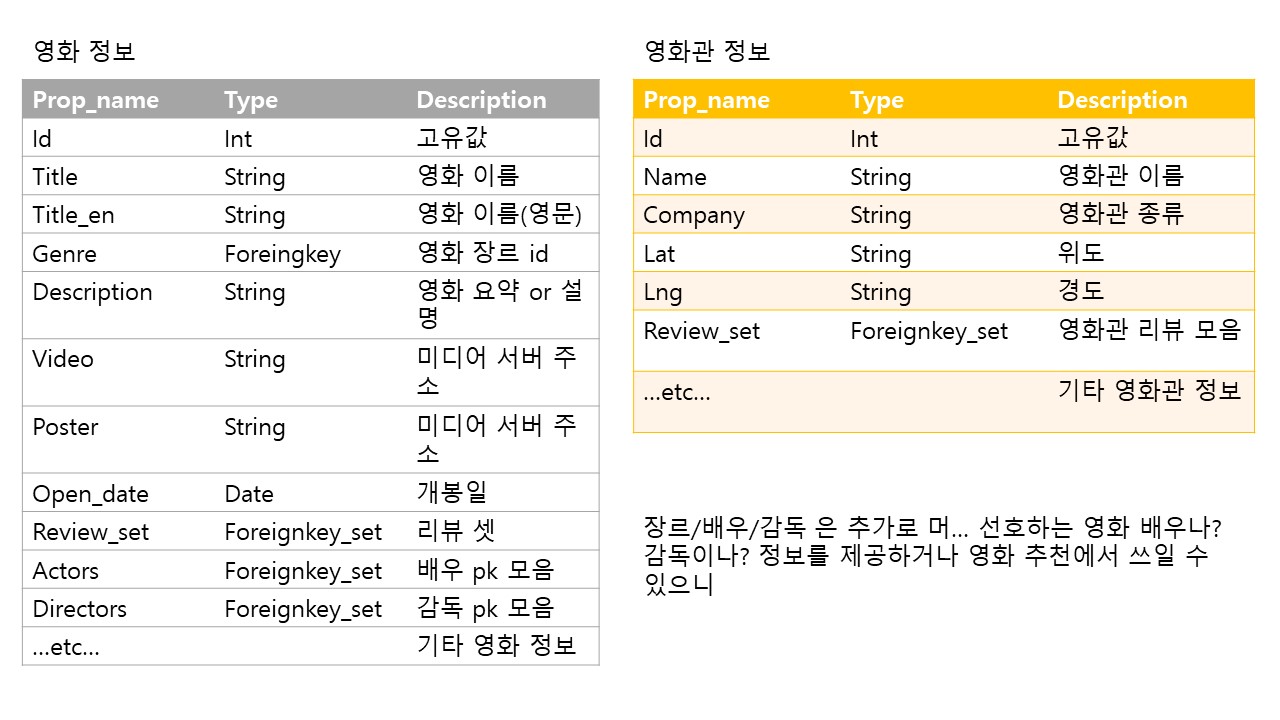 영화 정보
Prop_name Type Description
Id Int 고유값
Title String 영화 이름
Title_en String 영화 이름(영문)
Genre Foreingkey 영화 장르 id
Description String 영화 요약 or 설
명
Video String 미디어 서버 주
소
Poster String 미디어 서버 주
소
Open_date Date 개봉일
Review_set Foreignkey_set 리뷰 셋
Actors Foreignkey_set 배우 pk 모음
Directors Foreignkey_set 감독 pk 모음
...etc... 기타 영화 정보
영화관 정보
Prop_name Type Description
Id Int 고유값
Name String 영화관 이름
Company String 영화관 종류
Lat String 위도
Lng String 경도
Review_set Foreignkey_set 영화관 리뷰 모음
...etc... 기타 영화관 정보
장르/배우/감독 은 추가로 머... 선호하는 영화 배우나?
감독이나? 정보를 제공하거나 영화 추천에서 쓰일 수
있으니